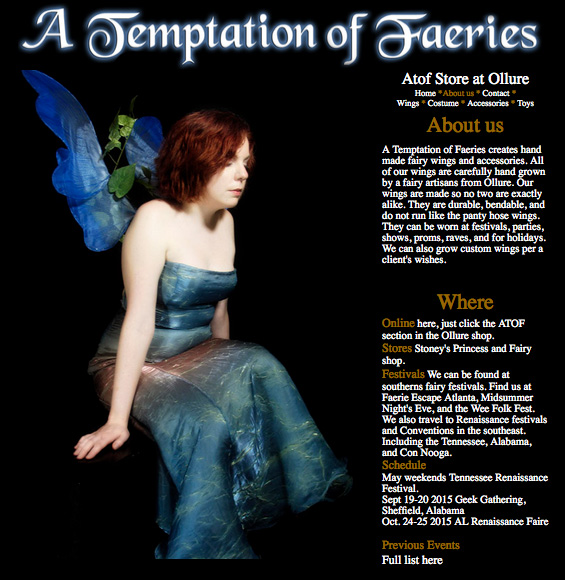 A Temptation of Faeries
Atof Store at Ollure
Home * About us * Contact *
Wings * Costume * Accessories * Toys
About us
A Temptation of Faeries creates hand
made fairy wings and accessories. All
of our wings are carefully hand grown
by a fairy artisans from Ollure. Our
wings are made so no two are exactly
alike. They are durable, bendable, and
do not run like the panty hose wings.
They can be worn at festivals, parties,
shows, proms, raves, and for holidays.
We can also grow custom wings per a
client's wishes.
Where
Online here, just click the ATOF
section in the Ollure shop.
Stores Stoney's Princess and Fairy
shop.
Festivals We can be found at
southerns fairy festivals. Find us at
Faerie Escape Atlanta, Midsummer
Night's Eve, and the Wee Folk Fest.
We also travel to Renaissance festivals
and Conventions in the southeast.
Including the Tennessee, Alabama,
and Con Nooga.
Schedule
May weekends Tennessee Renaissance
Festival.
Sept 19-20 2015 Geek Gathering,
Sheffield, Alabama
Oct. 24-25 2015 AL Renaissance Faire
Previous Events
Full list here